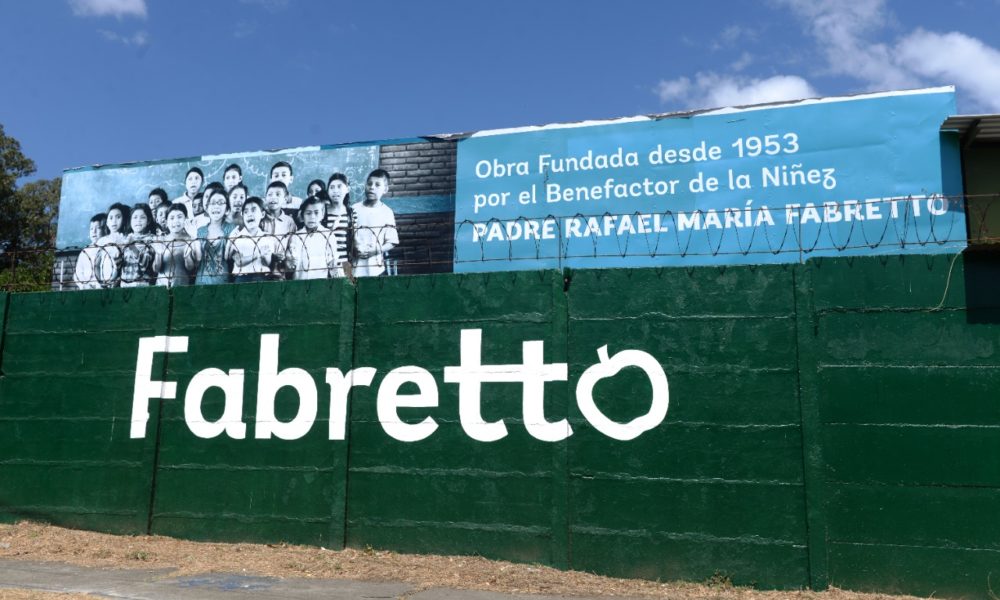 Obra Fundada desde 1953
por el Benefactor de la Niñez
PADRE RAFAEL MARÍA FABRETTO
Fabretto